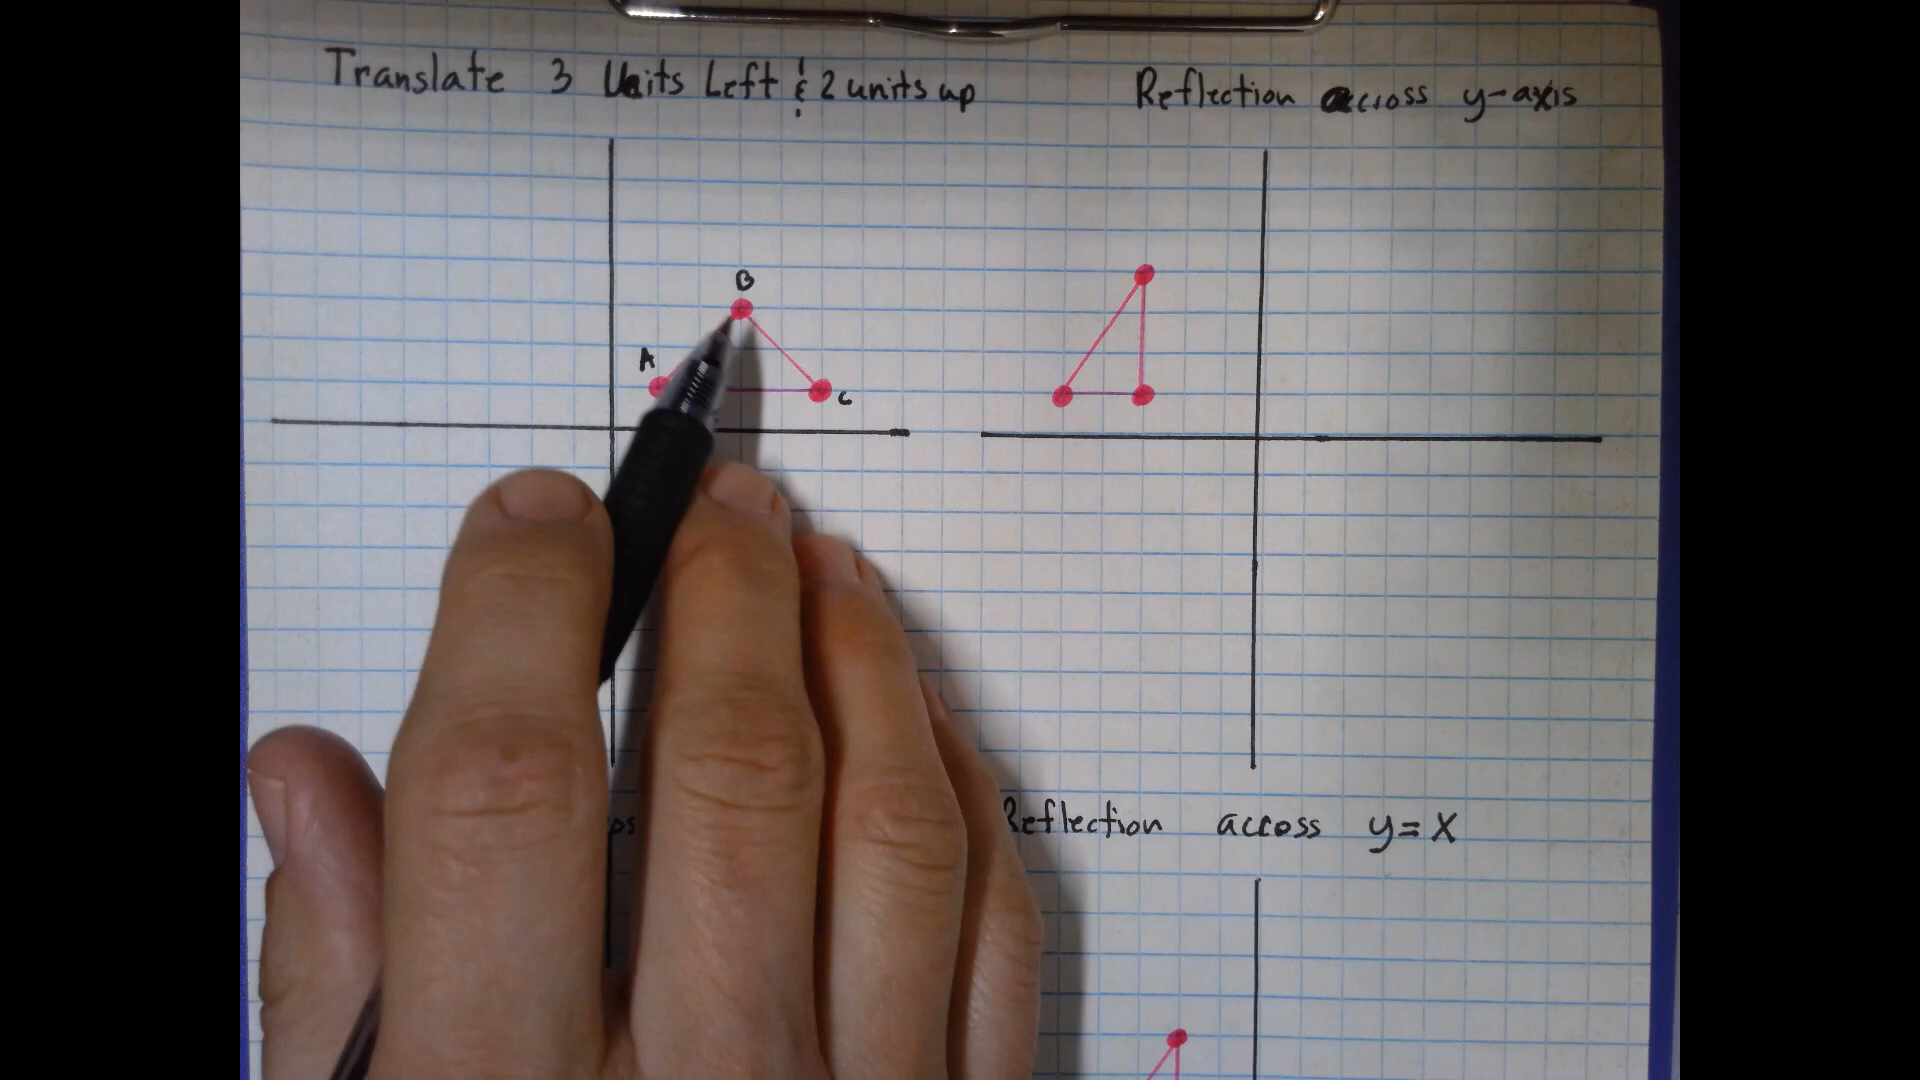 Translate 3 Units Left & 2 units up
Reflection across y-axis
B
A
C
Reflection across y=x